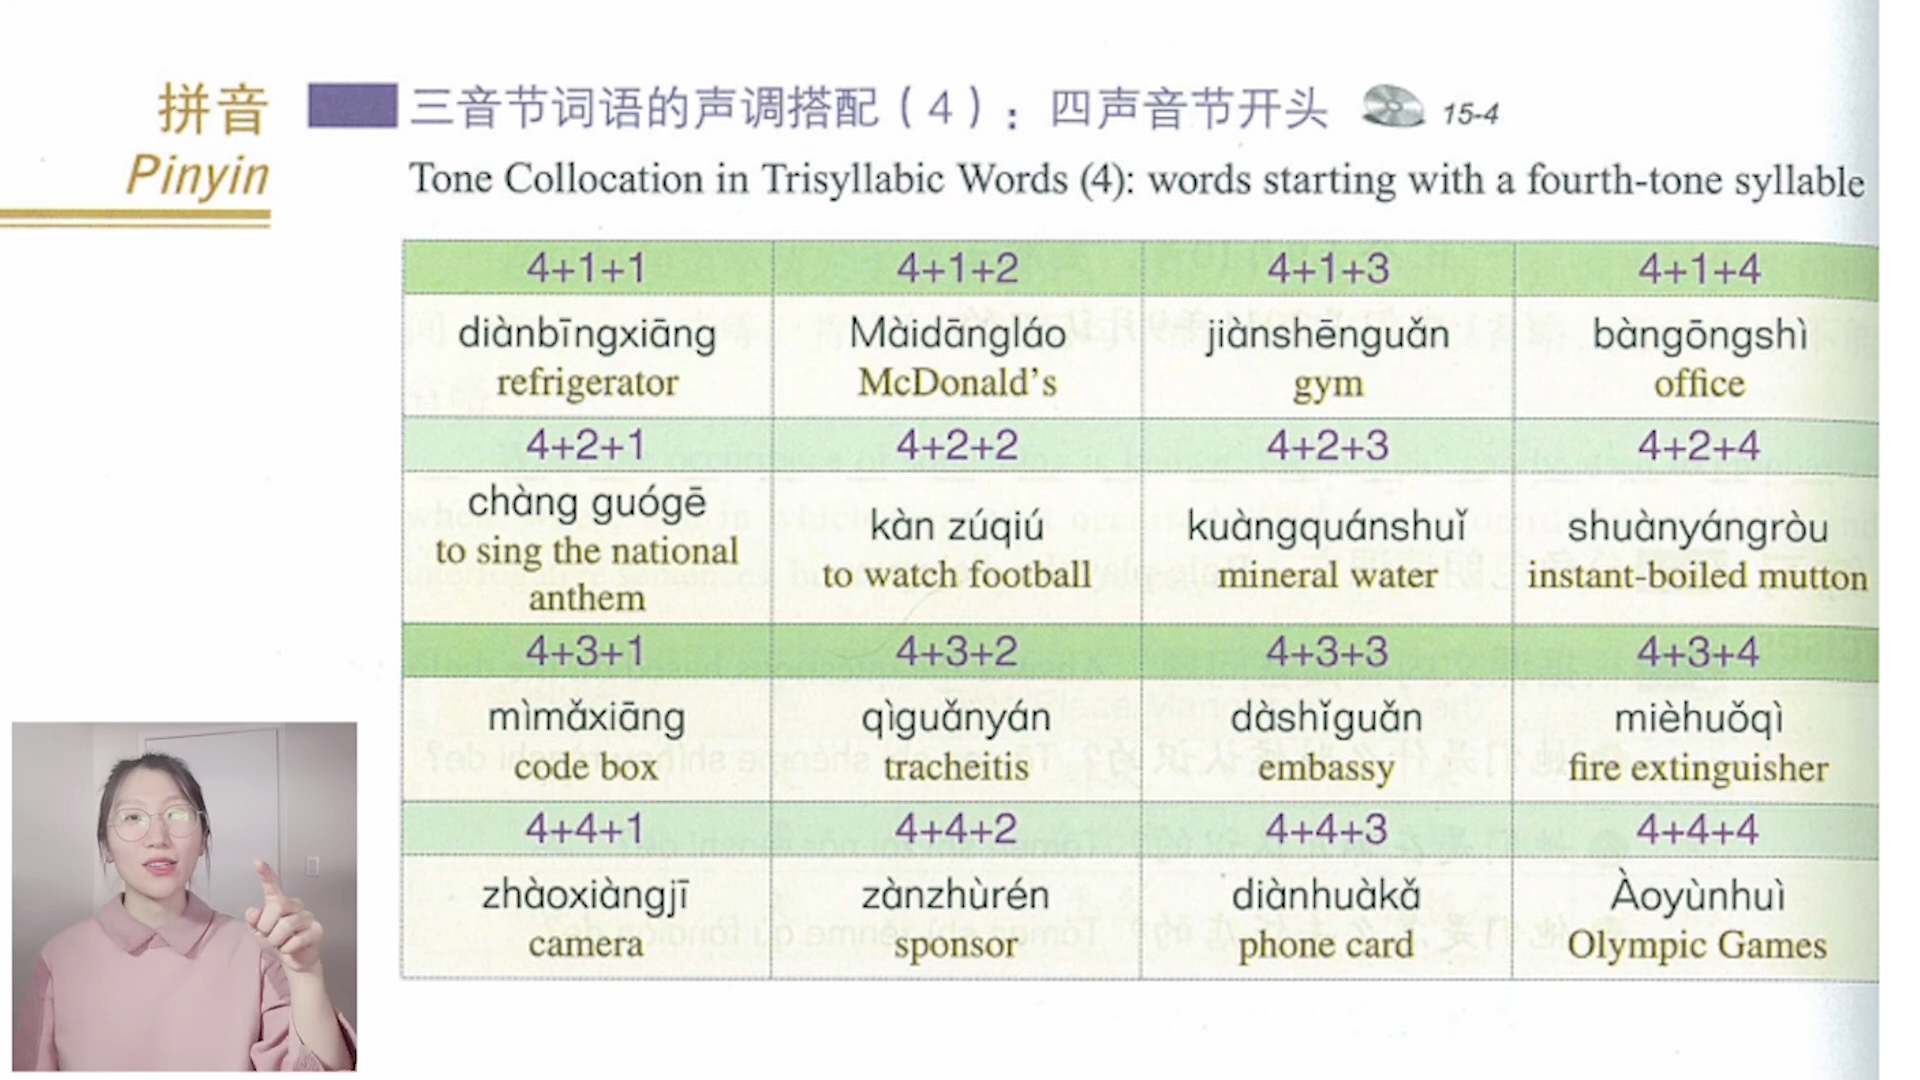 拼音
Pinyin
三音节词语的声调搭配（4）：四声音节开头 15-4
Tone Collocation in Trisyllabic Words (4): words starting with a fourth-tone syllable
4+1+1 4+1+2 4+1+3 4+1+4
diànbīngxiāng Màidāngláo jiànshēnguǎn bàngōngshì
refrigerator McDonald's gym office
4+2+1 4+2+2 4+2+3 4+2+4
chàng guógē kàn zúqiú kuàngquánshuǐ shuànyángròu
to sing the national anthem to watch football mineral water instant-boiled mutton
4+3+1 4+3+2 4+3+3 4+3+4
mìmǎxiāng qìguǎnyán dàshǐguǎn mièhuǒqì
code box tracheitis embassy fire extinguisher
4+4+1 4+4+2 4+4+3 4+4+4
zhàoxiàngjī zànzhùrén diànhuàkǎ Àoyùnhuì
camera sponsor phone card Olympic Games